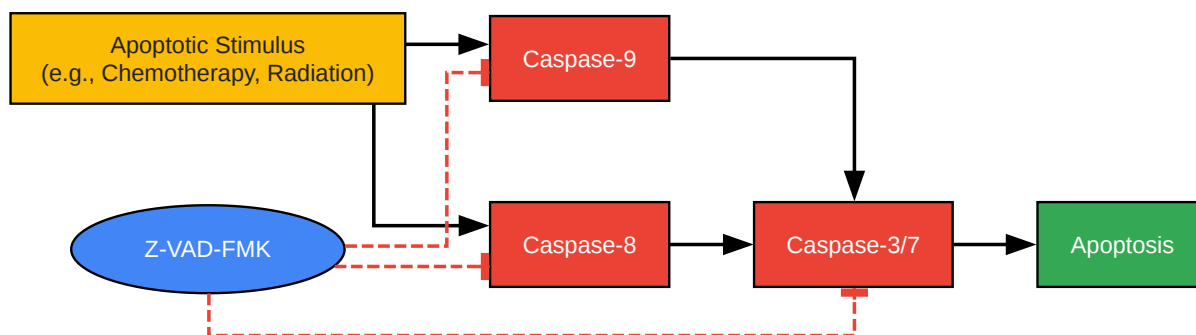 Apoptotic Stimulus
(e.g., Chemotherapy, Radiation)
Caspase-9
Z-VAD-FMK
Caspase-8
Caspase-3/7
Apoptosis